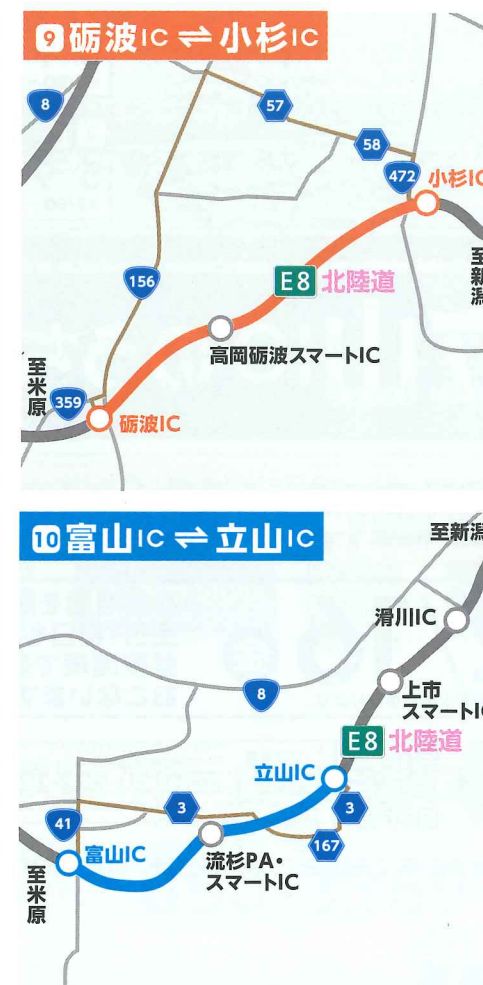 9 砺波IC ⇌ 小杉IC
8
57
58
472
小杉IC
156
E8 北陸道
至新潟
高岡砺波スマートIC
至米原
359
砺波IC
10 富山IC ⇌ 立山IC
至新潟
滑川IC
8
上市
スマートIC
E8 北陸道
立山IC
3
3
41
167
富山IC
流杉PA・
スマートIC
至米原